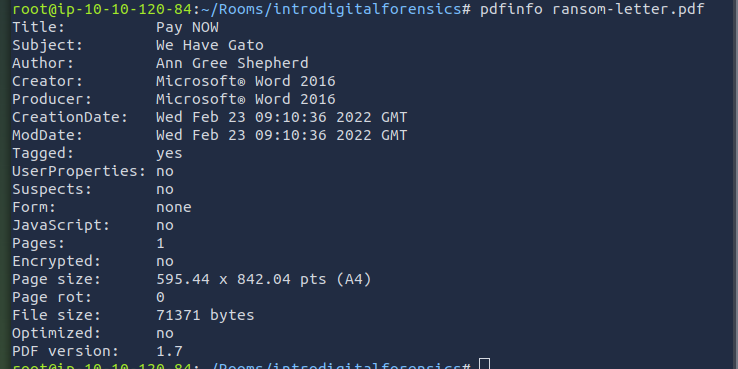 root@ip-10-10-120-84:~/Rooms/introdigitalforensics# pdfinfo ransom-letter.pdf
Title:          Pay NOW
Subject:        We Have Gato
Author:         Ann Gree Shepherd
Creator:        Microsoft® Word 2016
Producer:       Microsoft® Word 2016
CreationDate:   Wed Feb 23 09:10:36 2022 GMT
ModDate:        Wed Feb 23 09:10:36 2022 GMT
Tagged:         yes
UserProperties: no
Suspects:       no
Form:           none
JavaScript:     no
Pages:          1
Encrypted:      no
Page size:      595.44 x 842.04 pts (A4)
Page rot:       0
File size:      71371 bytes
Optimized:      no
PDF version:    1.7
root@ip-10-10-120-84:~/Rooms/introdigitalforensics#